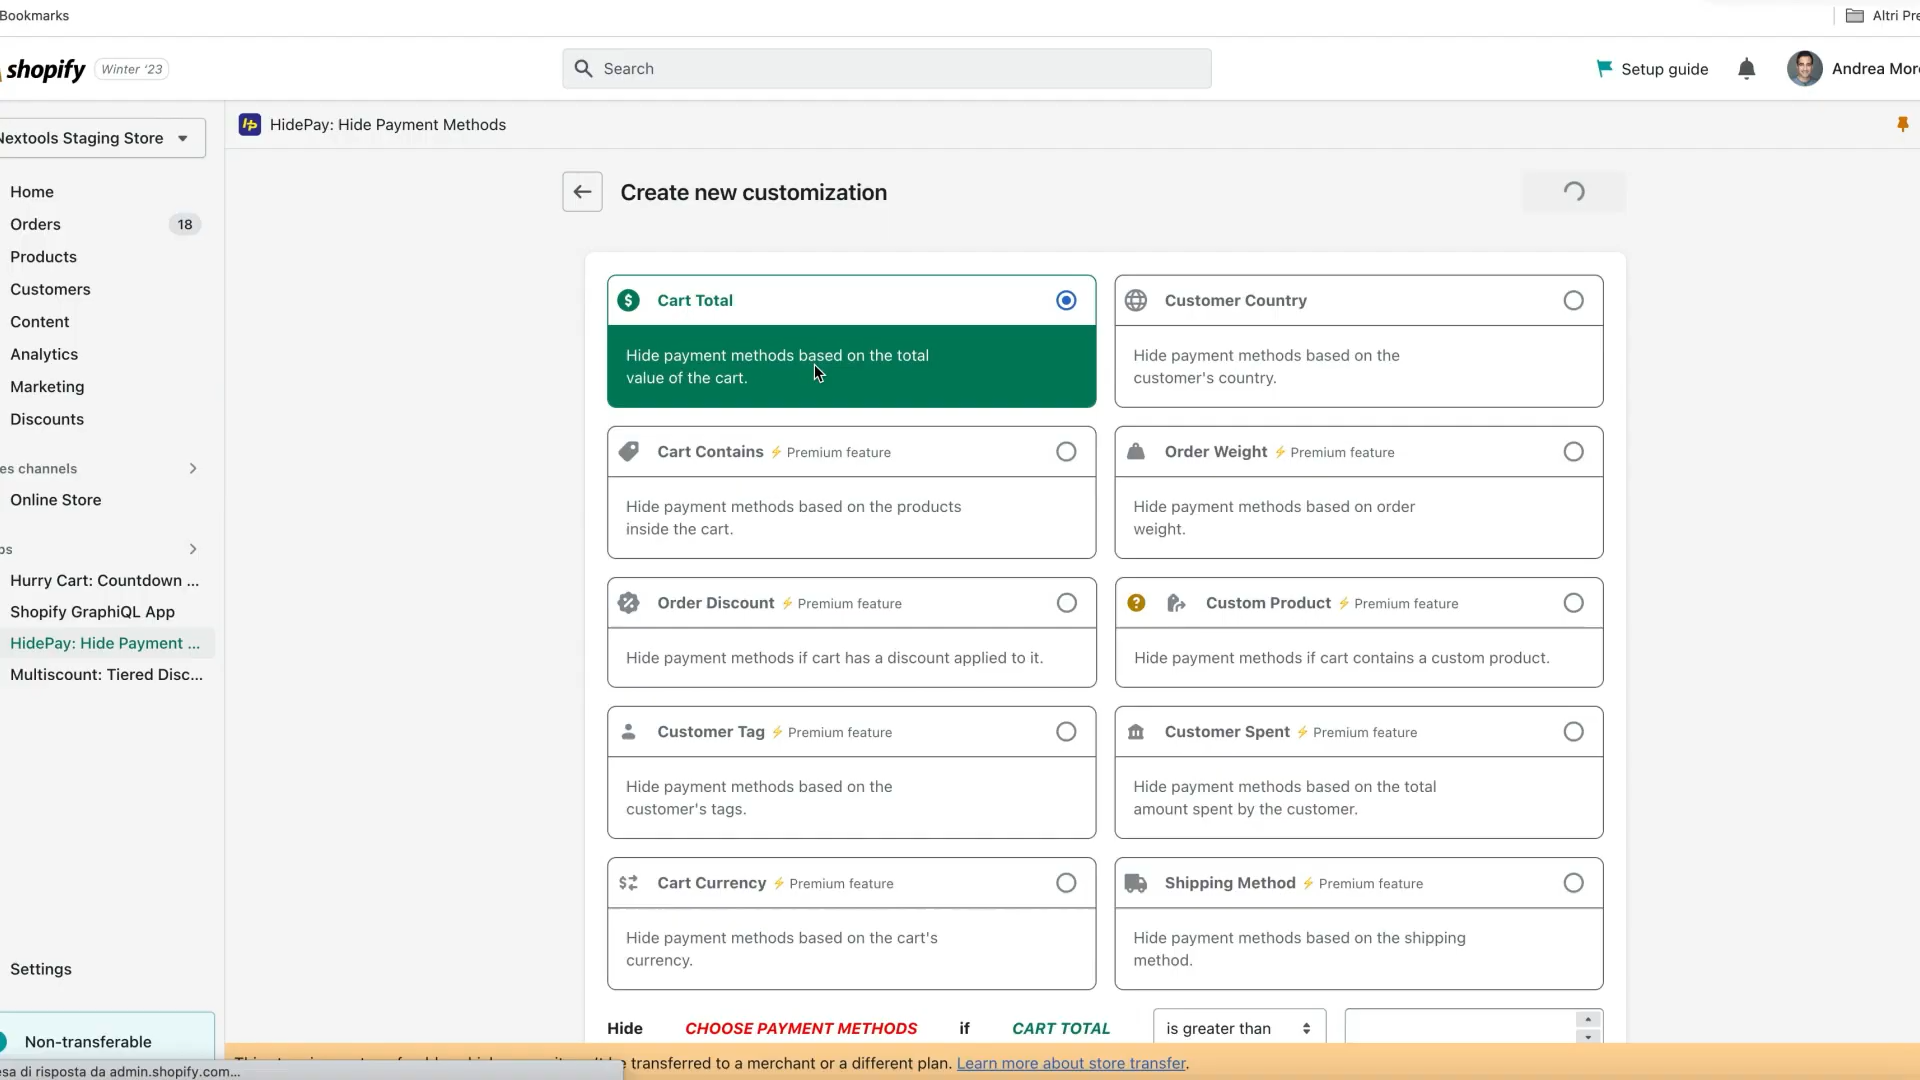 Bookmarks
Altri Pre
shopify
Winter '23
Search
Setup guide
Andrea More
Nextools Staging Store
HidePay: Hide Payment Methods
Home
Orders 18
Products
Customers
Content
Analytics
Marketing
Discounts
es channels
Online Store
ps
Hurry Cart: Countdown ...
Shopify GraphiQL App
HidePay: Hide Payment ...
Multiscount: Tiered Disc...
Settings
Non-transferable
Create new customization
Cart Total
Hide payment methods based on the total
value of the cart.
Customer Country
Hide payment methods based on the
customer's country.
Cart Contains ⚡ Premium feature
Hide payment methods based on the products
inside the cart.
Order Weight ⚡ Premium feature
Hide payment methods based on order
weight.
Order Discount ⚡ Premium feature
Hide payment methods if cart has a discount applied to it.
Custom Product ⚡ Premium feature
Hide payment methods if cart contains a custom product.
Customer Tag ⚡ Premium feature
Hide payment methods based on the
customer's tags.
Customer Spent ⚡ Premium feature
Hide payment methods based on the total
amount spent by the customer.
Cart Currency ⚡ Premium feature
Hide payment methods based on the cart's
currency.
Shipping Method ⚡ Premium feature
Hide payment methods based on the shipping
method.
Hide CHOOSE PAYMENT METHODS if CART TOTAL is greater than
transferred to a merchant or a different plan. Learn more about store transfer.
esa di risposta da admin.shopify.com...